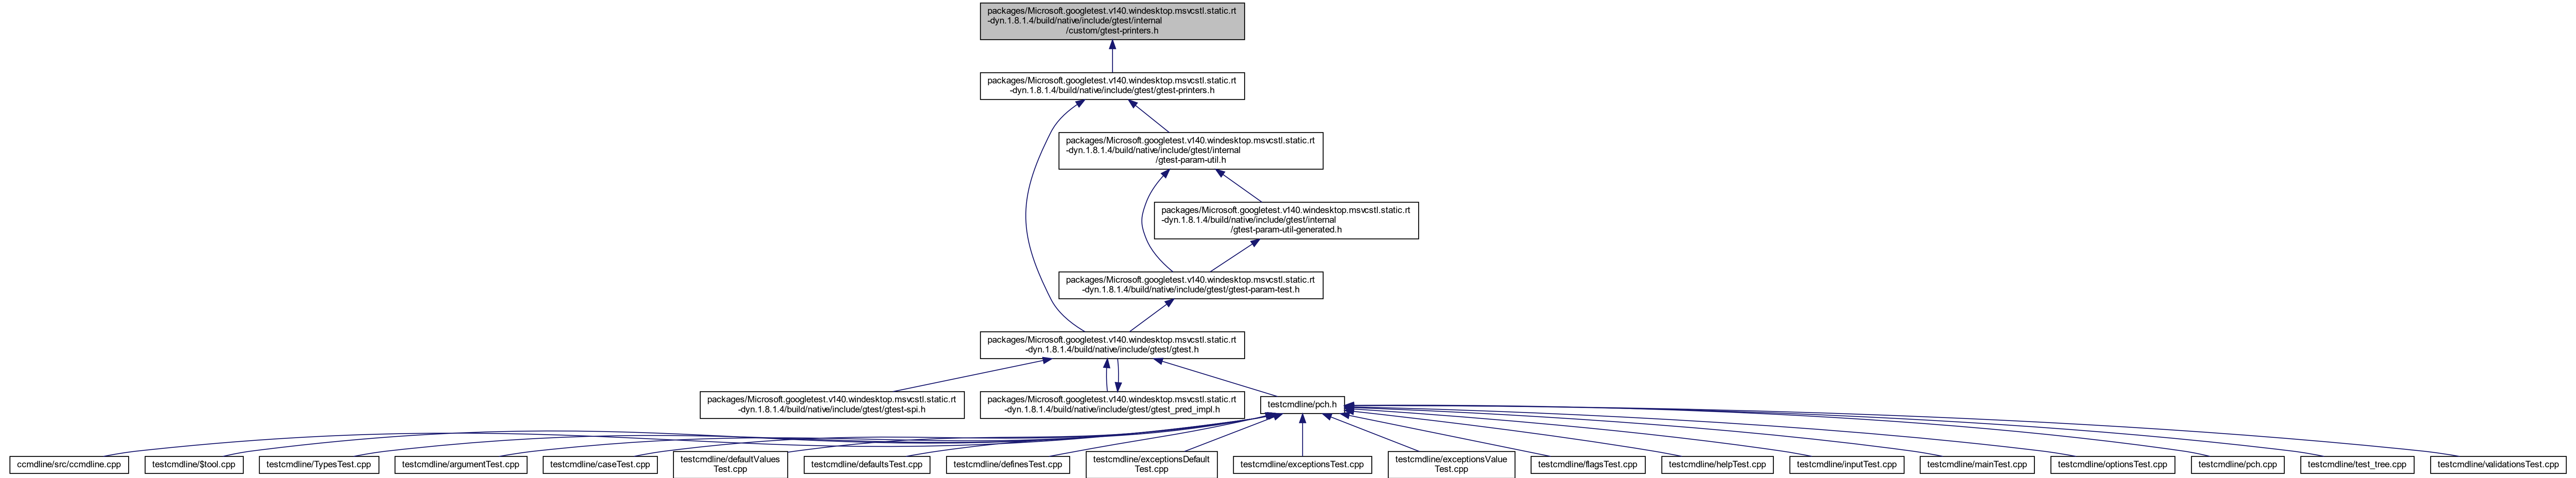 packages/Microsoft.googletest.v140.windesktop.msvcstl.static.rt
-dyn.1.8.1.4/build/native/include/gtest/internal
/custom/gtest-printers.h
packages/Microsoft.googletest.v140.windesktop.msvcstl.static.rt
-dyn.1.8.1.4/build/native/include/gtest/gtest-printers.h
packages/Microsoft.googletest.v140.windesktop.msvcstl.static.rt
-dyn.1.8.1.4/build/native/include/gtest/internal
/gtest-param-util.h
packages/Microsoft.googletest.v140.windesktop.msvcstl.static.rt
-dyn.1.8.1.4/build/native/include/gtest/internal
/gtest-param-util-generated.h
packages/Microsoft.googletest.v140.windesktop.msvcstl.static.rt
-dyn.1.8.1.4/build/native/include/gtest/gtest-param-test.h
packages/Microsoft.googletest.v140.windesktop.msvcstl.static.rt
-dyn.1.8.1.4/build/native/include/gtest/gtest.h
packages/Microsoft.googletest.v140.windesktop.msvcstl.static.rt
-dyn.1.8.1.4/build/native/include/gtest/gtest-spi.h
packages/Microsoft.googletest.v140.windesktop.msvcstl.static.rt
-dyn.1.8.1.4/build/native/include/gtest/gtest_pred_impl.h
testcmdline/pch.h
ccmdline/src/ccmdline.cpp
testcmdline/$tool.cpp
testcmdline/TypesTest.cpp
testcmdline/argumentTest.cpp
testcmdline/caseTest.cpp
testcmdline/defaultValues
Test.cpp
testcmdline/defaultsTest.cpp
testcmdline/definesTest.cpp
testcmdline/exceptionsDefault
Test.cpp
testcmdline/exceptionsTest.cpp
testcmdline/exceptionsValue
Test.cpp
testcmdline/flagsTest.cpp
testcmdline/helpTest.cpp
testcmdline/inputTest.cpp
testcmdline/mainTest.cpp
testcmdline/optionsTest.cpp
testcmdline/pch.cpp
testcmdline/test_tree.cpp
testcmdline/validationsTest.cpp